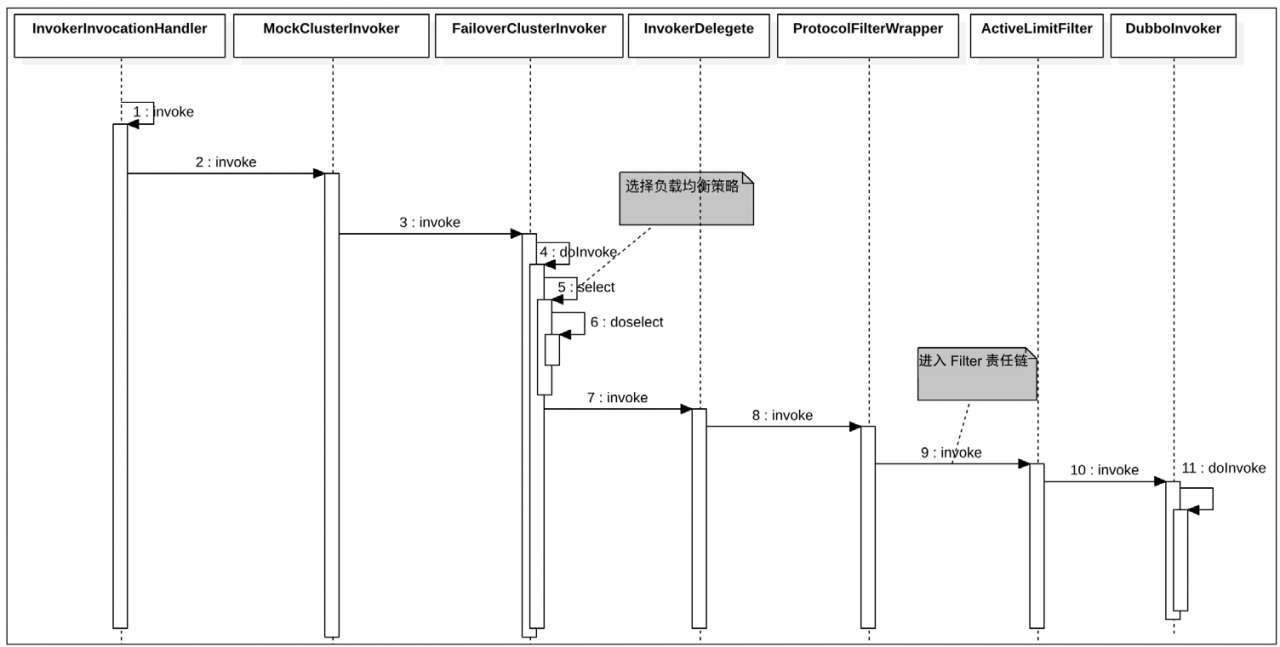 InvokerInvocationHandler
MockClusterInvoker
FailoverClusterInvoker
InvokerDelegete
ProtocolFilterWrapper
ActiveLimitFilter
DubboInvoker
1 : invoke
2 : invoke
选择负载均衡策略
3 : invoke
4 : doInvoke
5 : select
6 : doselect
进入 Filter 责任链
7 : invoke
8 : invoke
9 : invoke
10 : invoke
11 : doInvoke